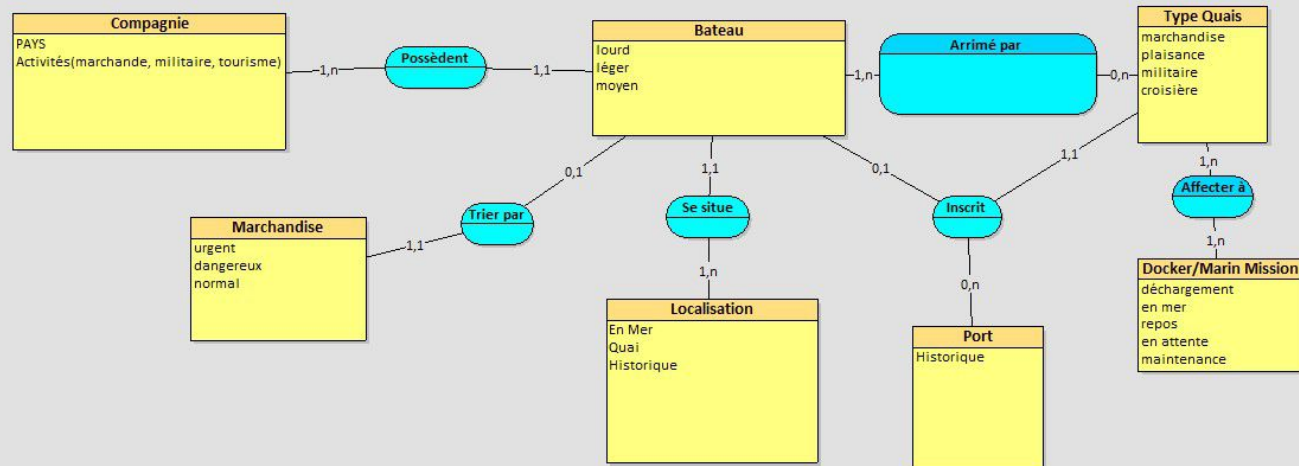 Compagnie
PAYS
Activités(marchande, militaire, tourisme)
1,n
Possèdent
1,1
Bateau
lourd
léger
moyen
1,n
Arrimé par
0,n
Type Quais
marchandise
plaisance
militaire
croisière
0,1
1,1
0,1
1,1
1,n
Trier par
Se situe
Inscrit
Affecter à
Marchandise
urgent
dangereux
normal
1,1
1,n
0,n
1,n
Localisation
En Mer
Quai
Historique
Port
Historique
Docker/Marin Mission
déchargement
en mer
repos
en attente
maintenance